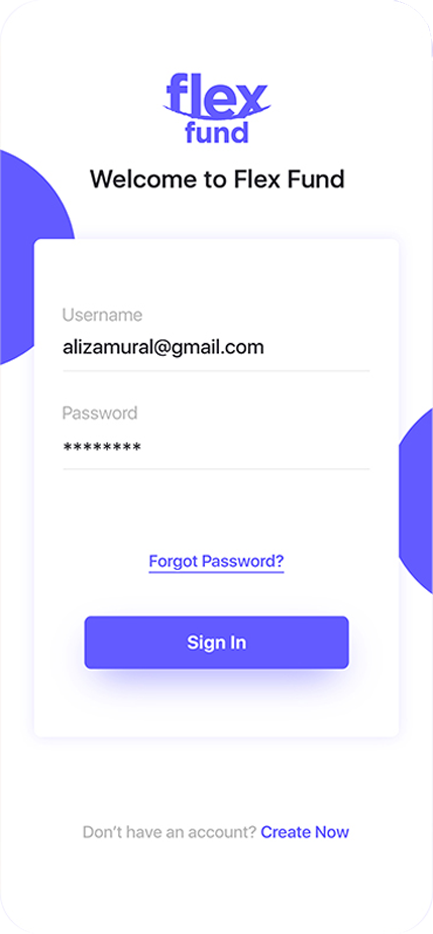 flex
fund
Welcome to Flex Fund
Username
alizamural@gmail.com
Password
********
Forgot Password?
Sign In
Don’t have an account? Create Now